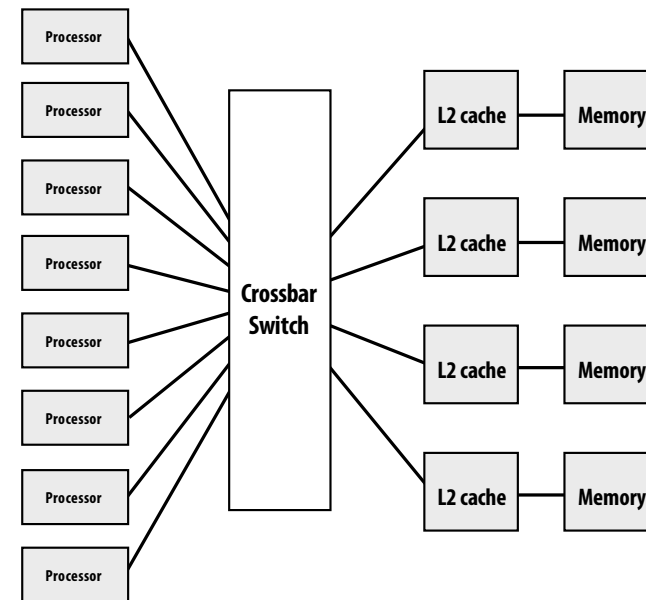 Processor
Processor
Processor
Processor
Processor
Processor
Processor
Processor
Crossbar
Switch
L2 cache
Memory
L2 cache
Memory
L2 cache
Memory
L2 cache
Memory